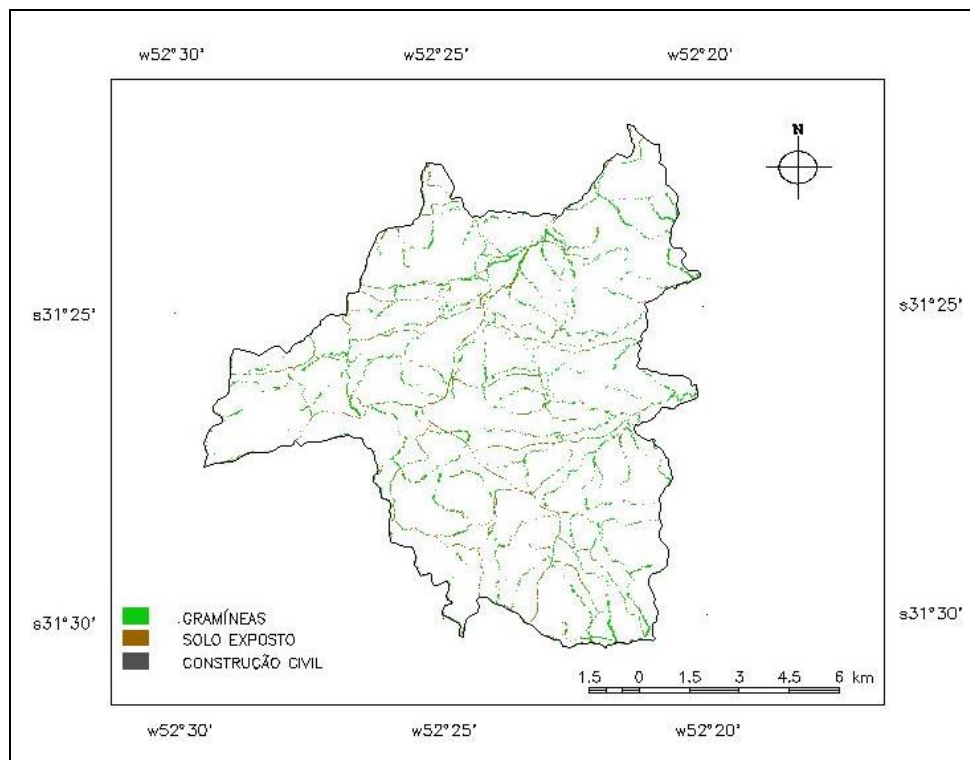 w52°30' w52°25' w52°20'
N
s31°25' s31°25'
s31°30' s31°30'
.GRAMÍNEAS
SOLO EXPOSTO
CONSTRUÇÃO CIVIL
1.5 0 1.5 3 4.5 6 km
w52°30' w52°25' w52°20'